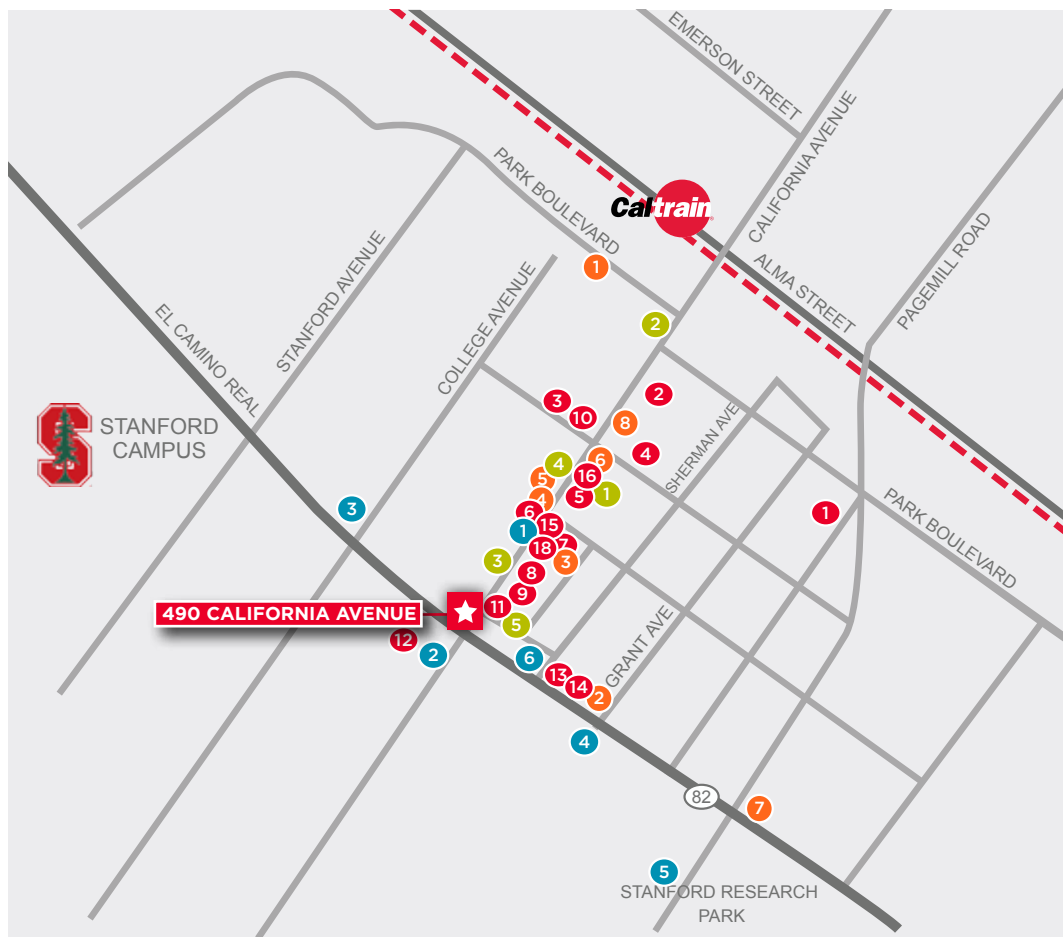 EMERSON STREET
CALIFORNIA AVENUE
PARK BOULEVARD
Caltrain
ALMA STREET
PAGEMILL ROAD
STANFORD AVENUE
COLLEGE AVENUE
EL CAMINO REAL
1
2
S
STANFORD
CAMPUS
3
10
2
8
4
SHERMAN AVE
4
6
16
5
5
1
4
6
15
1
3
1
PARK BOULEVARD
7
18
3
3
8
9
11
490 CALIFORNIA AVENUE
5
12
2
6
13
14
2
GRANT AVE
4
82
7
5
STANFORD RESEARCH
PARK